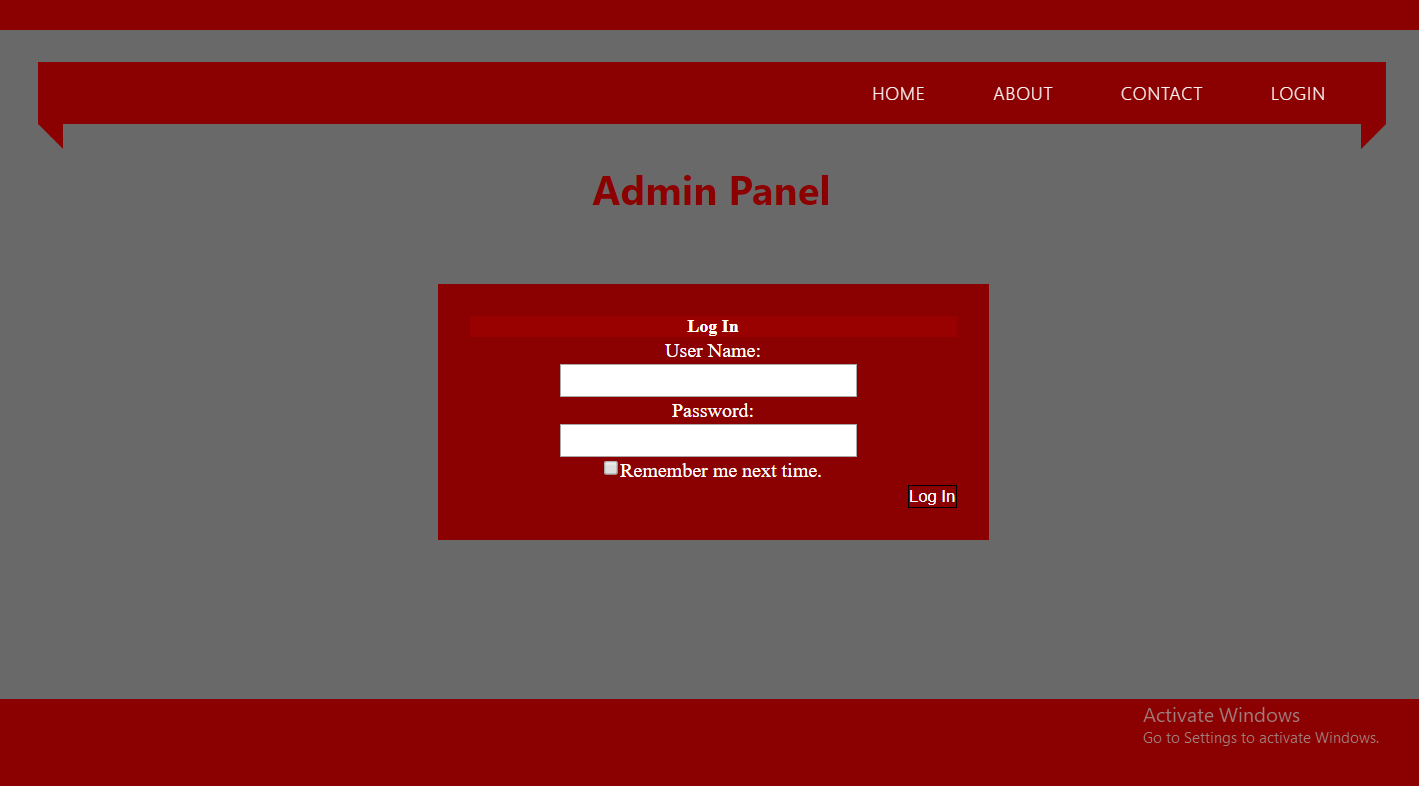 HOME ABOUT CONTACT LOGIN
Admin Panel
Log In
User Name:
Password:
Remember me next time.
Log In
Activate Windows
Go to Settings to activate Windows.